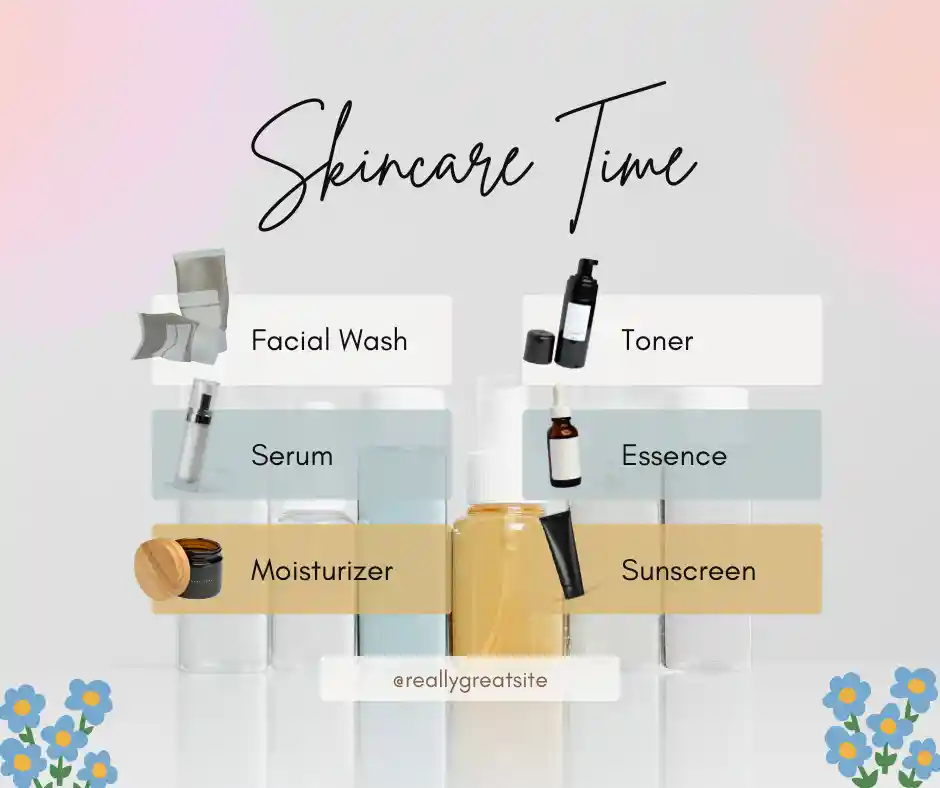 Skincare Time
Facial Wash
Toner
Serum
Essence
Moisturizer
Sunscreen
@reallygreatsite